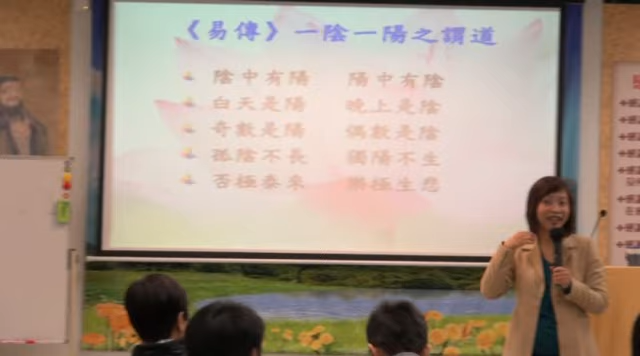 《易傳》一陰一陽之謂道
陰中有陽 陽中有陰
白天是陽 晚上是陰
奇數是陽 偶數是陰
孤陰不長 獨陽不生
否極泰來 樂極生悲